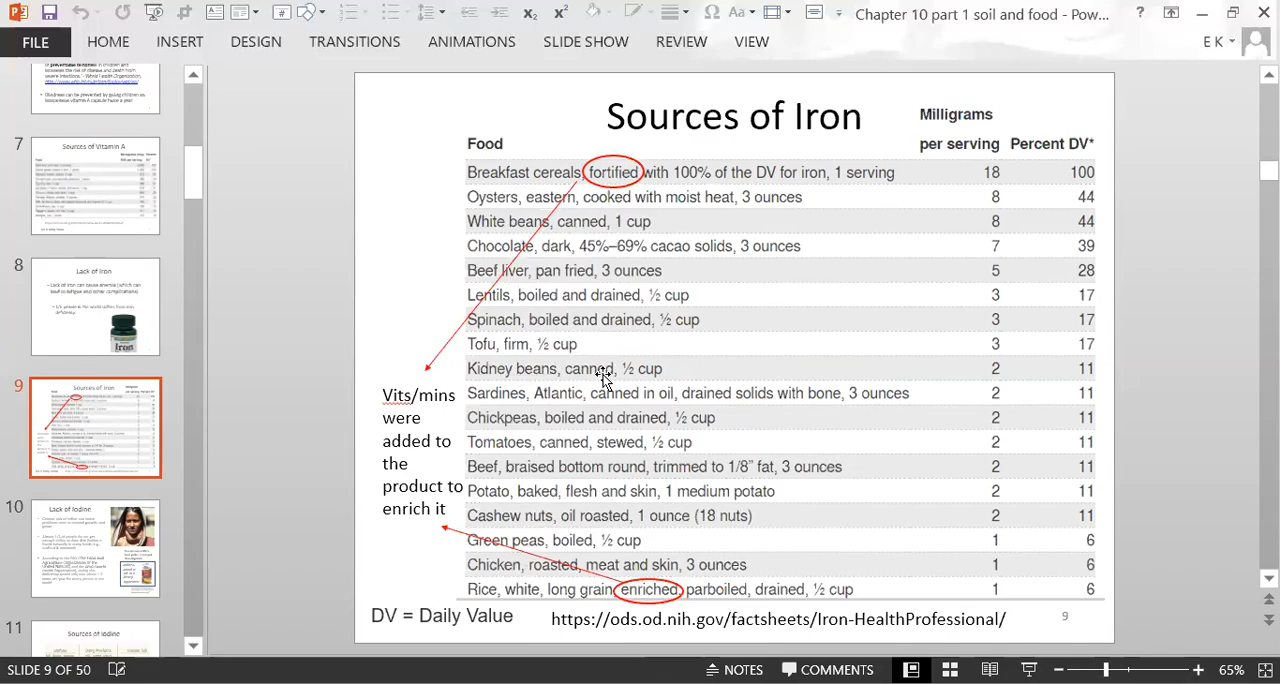 Chapter 10 part 1 soil and food - Pow...
FILE HOME INSERT DESIGN TRANSITIONS ANIMATIONS SLIDE SHOW REVIEW VIEW E K
7
Sources of Vitamin A
8
Lack of Iron
Iron
9
Sources of Iron
10
Lack of Iodine
11
Sources of Iodine
Sources of Iron
Milligrams
Food per serving Percent DV*
Breakfast cereals, fortified with 100% of the DV for iron, 1 serving 18 100
Oysters, eastern, cooked with moist heat, 3 ounces 8 44
White beans, canned, 1 cup 8 44
Chocolate, dark, 45%–69% cacao solids, 3 ounces 7 39
Beef liver, pan fried, 3 ounces 5 28
Lentils, boiled and drained, ½ cup 3 17
Spinach, boiled and drained, ½ cup 3 17
Tofu, firm, ½ cup 3 17
Kidney beans, canned, ½ cup 2 11
Sardines, Atlantic, canned in oil, drained solids with bone, 3 ounces 2 11
Chickpeas, boiled and drained, ½ cup 2 11
Tomatoes, canned, stewed, ½ cup 2 11
Beef, braised bottom round, trimmed to 1/8" fat, 3 ounces 2 11
Potato, baked, flesh and skin, 1 medium potato 2 11
Cashew nuts, oil roasted, 1 ounce (18 nuts) 2 11
Green peas, boiled, ½ cup 1 6
Chicken, roasted, meat and skin, 3 ounces 1 6
Rice, white, long grain, enriched, parboiled, drained, ½ cup 1 6
Vits/mins
were
added to
the
product to
enrich it
DV = Daily Value
https://ods.od.nih.gov/factsheets/Iron-HealthProfessional/
9
SLIDE 9 OF 50 NOTES COMMENTS 65%